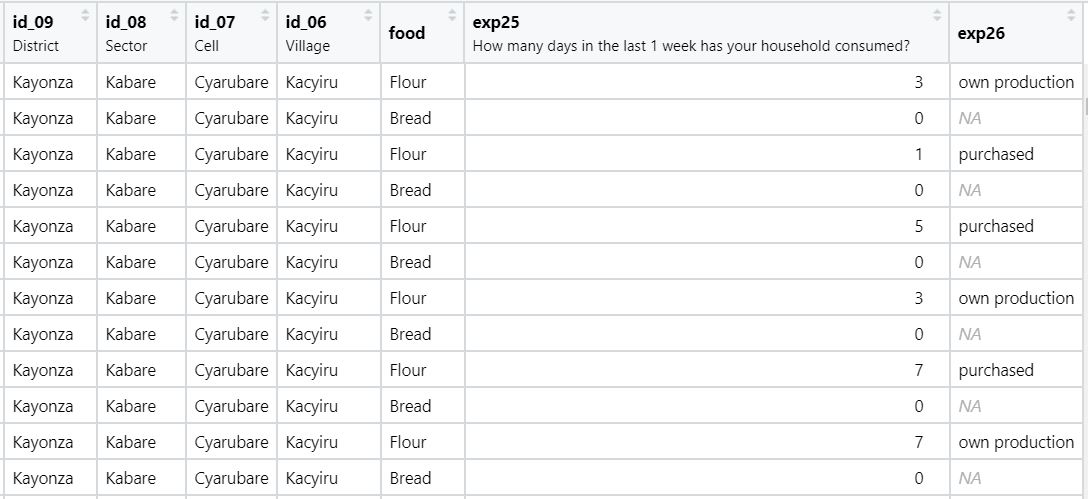 id_09 id_08 id_07 id_06 food exp25 exp26
District Sector Cell Village How many days in the last 1 week has your household consumed?
Kayonza Kabare Cyarubare Kacyiru Flour 3 own production
Kayonza Kabare Cyarubare Kacyiru Bread 0 NA
Kayonza Kabare Cyarubare Kacyiru Flour 1 purchased
Kayonza Kabare Cyarubare Kacyiru Bread 0 NA
Kayonza Kabare Cyarubare Kacyiru Flour 5 purchased
Kayonza Kabare Cyarubare Kacyiru Bread 0 NA
Kayonza Kabare Cyarubare Kacyiru Flour 3 own production
Kayonza Kabare Cyarubare Kacyiru Bread 0 NA
Kayonza Kabare Cyarubare Kacyiru Flour 7 purchased
Kayonza Kabare Cyarubare Kacyiru Bread 0 NA
Kayonza Kabare Cyarubare Kacyiru Flour 7 own production
Kayonza Kabare Cyarubare Kacyiru Bread 0 NA